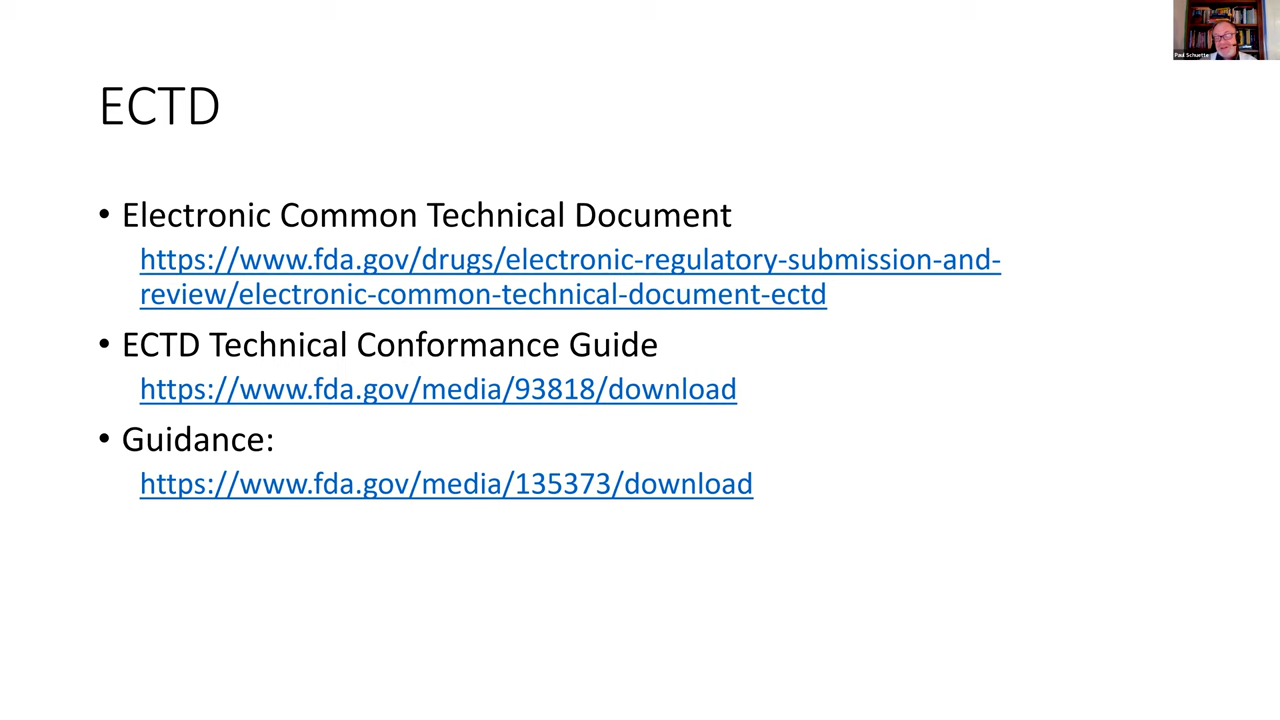 Paul Schuette
ECTD
• Electronic Common Technical Document
https://www.fda.gov/drugs/electronic-regulatory-submission-and-
review/electronic-common-technical-document-ectd
• ECTD Technical Conformance Guide
https://www.fda.gov/media/93818/download
• Guidance:
https://www.fda.gov/media/135373/download